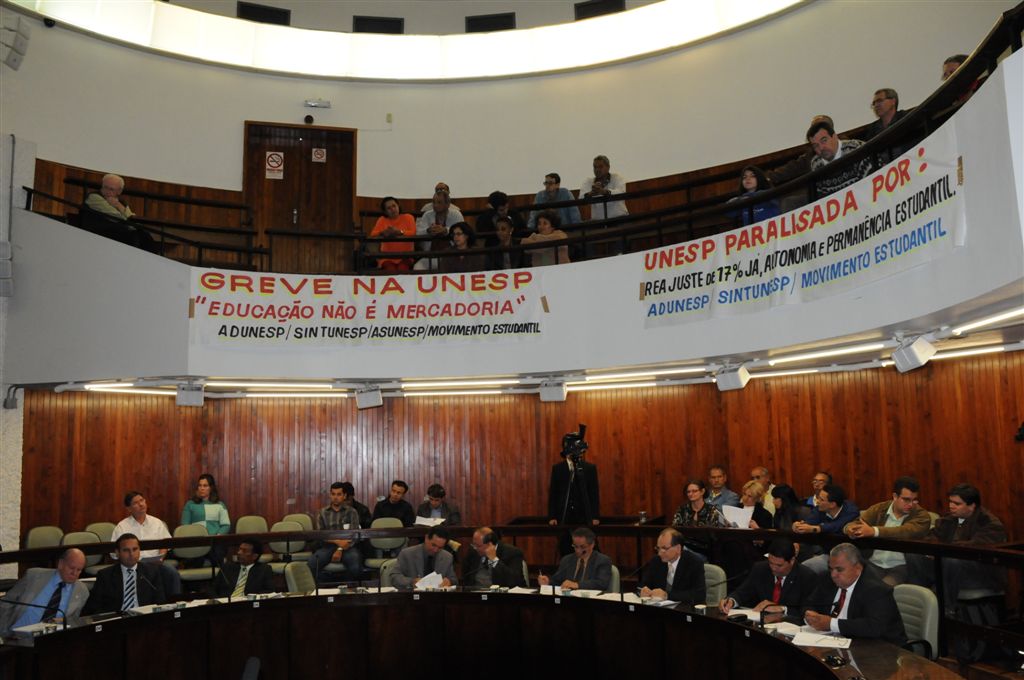 GREVE NA UNESP
"EDUCAÇÃO NÃO É MERCADORIA"
ADUNESP/SINTUNESP/ASUNESP/MOVIMENTO ESTUDANTIL
UNESP PARALISADA POR:
REAJUSTE DE 17% JÁ, AUTONOMIA E PERMANÊNCIA ESTUDANTIL.
ADUNESP/SINTUNESP/MOVIMENTO ESTUDANTIL